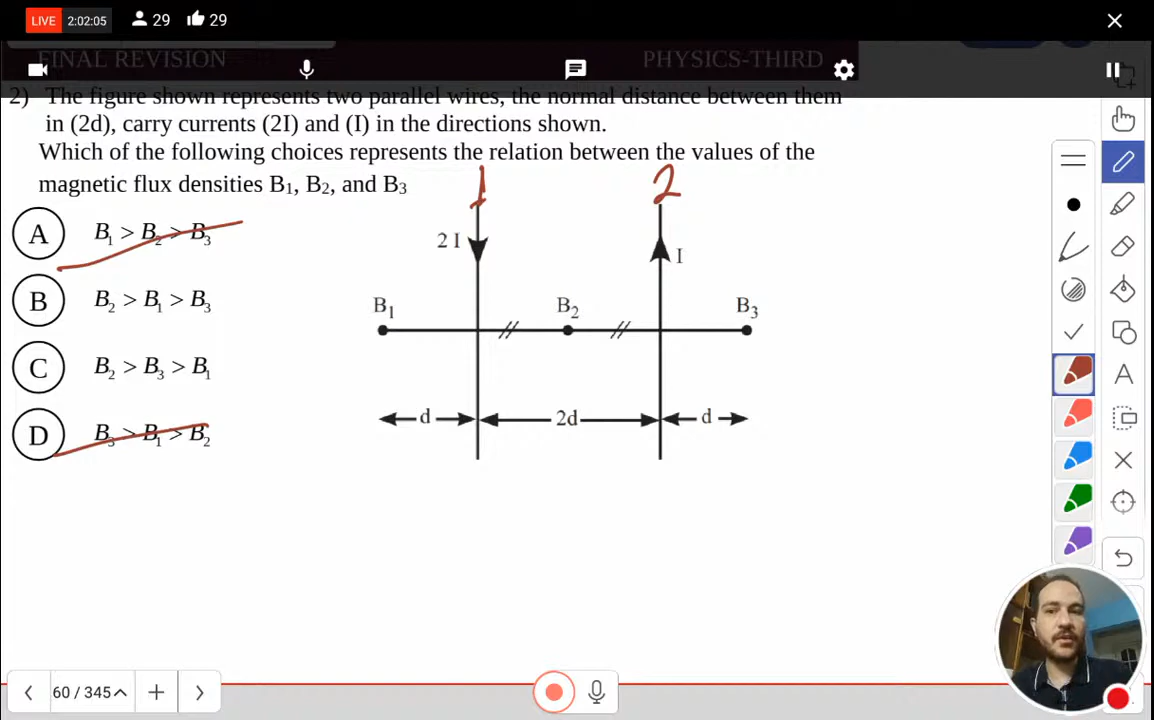 LIVE 2:02:05 29 29
FINAL REVISION PHYSICS-THIRD
2) The figure shown represents two parallel wires, the normal distance between them
in (2d), carry currents (2I) and (I) in the directions shown.
Which of the following choices represents the relation between the values of the
magnetic flux densities B₁, B₂, and B₃
1 2
A B₁ > B₂ > B₃
B B₂ > B₁ > B₃
C B₂ > B₃ > B₁
D B₃ > B₁ > B₂
2 I I
B₁ B₂ B₃
d 2d d
A
60 / 345